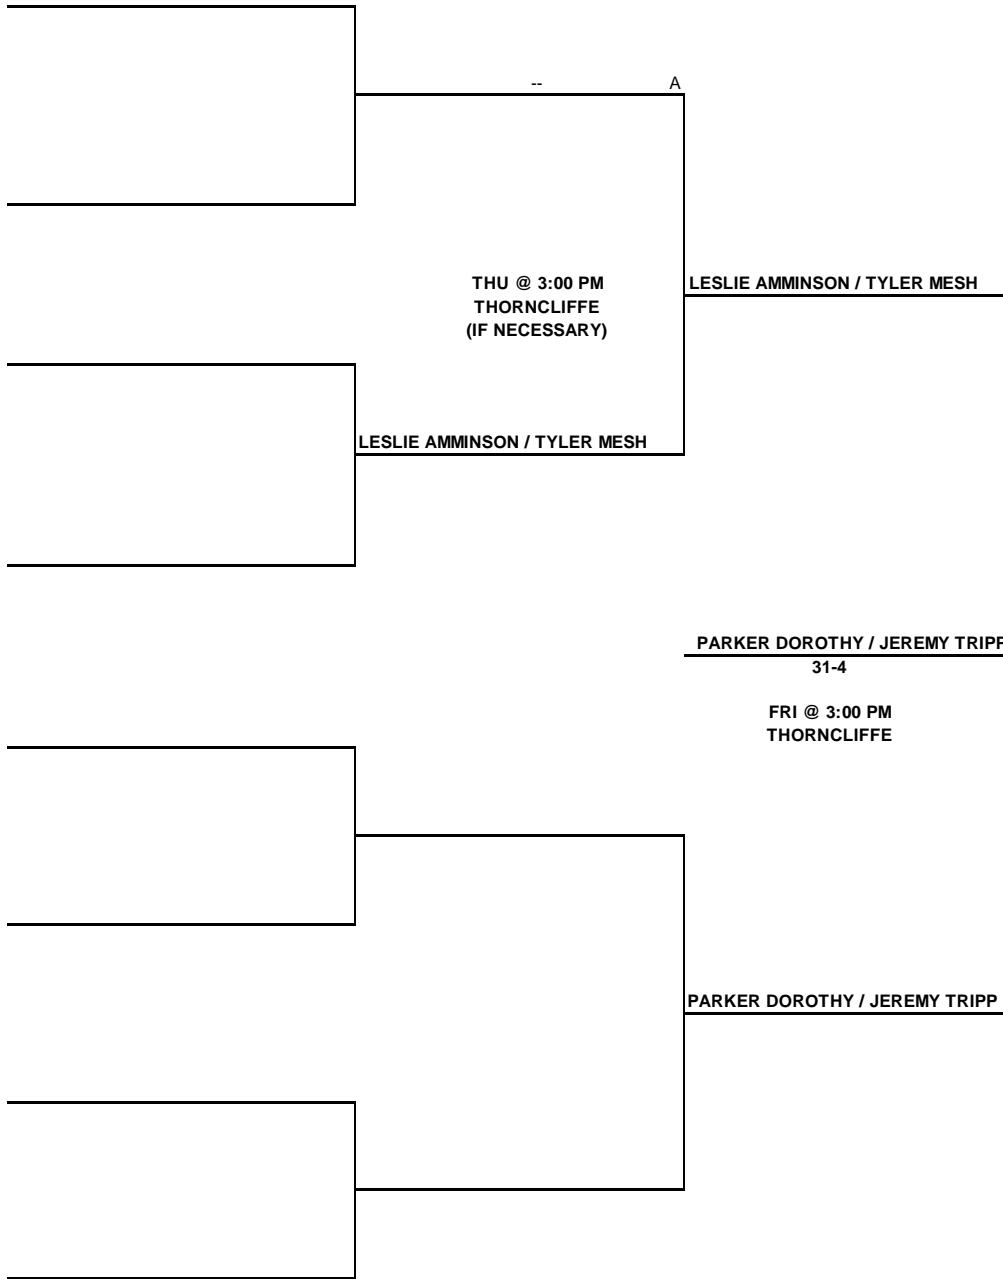 -- A
THU @ 3:00 PM
THORNCLIFFE
(IF NECESSARY)
LESLIE AMMINSON / TYLER MESH
LESLIE AMMINSON / TYLER MESH
PARKER DOROTHY / JEREMY TRIPP
31-4
FRI @ 3:00 PM
THORNCLIFFE
PARKER DOROTHY / JEREMY TRIPP